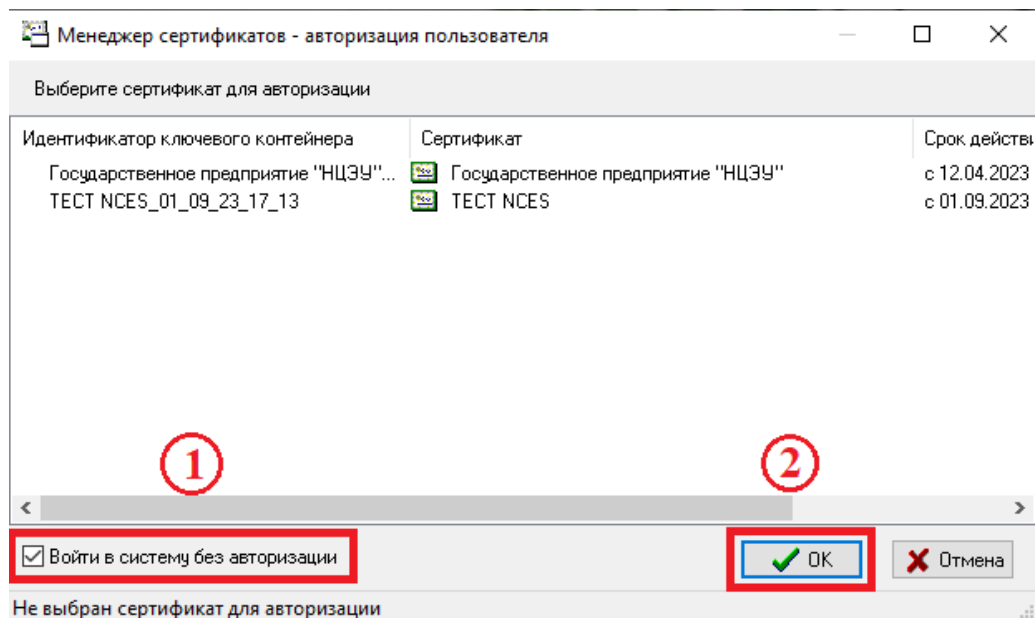 Менеджер сертификатов - авторизация пользователя
Выберите сертификат для авторизации
Идентификатор ключевого контейнера Сертификат Срок действи
Государственное предприятие "НЦЭУ"... Государственное предприятие "НЦЭУ" с 12.04.2023
ТЕСТ NCES_01_09_23_17_13 ТЕСТ NCES с 01.09.2023
1 2
Войти в систему без авторизации OK Отмена
Не выбран сертификат для авторизации